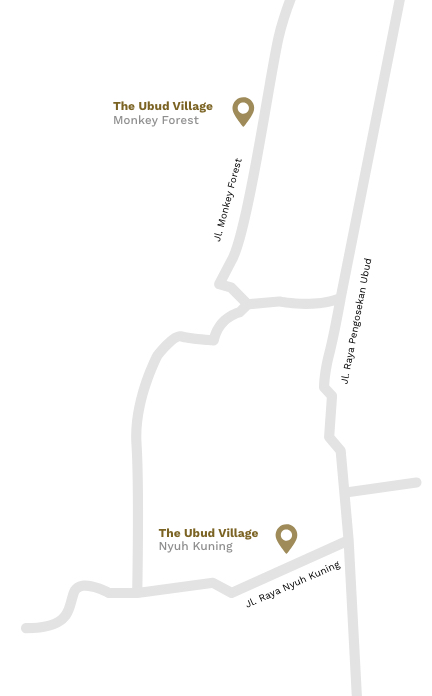 The Ubud Village
Monkey Forest
Jl. Monkey Forest
Jl. Raya Pengosekan Ubud
The Ubud Village
Nyuh Kuning
Jl. Raya Nyuh Kuning